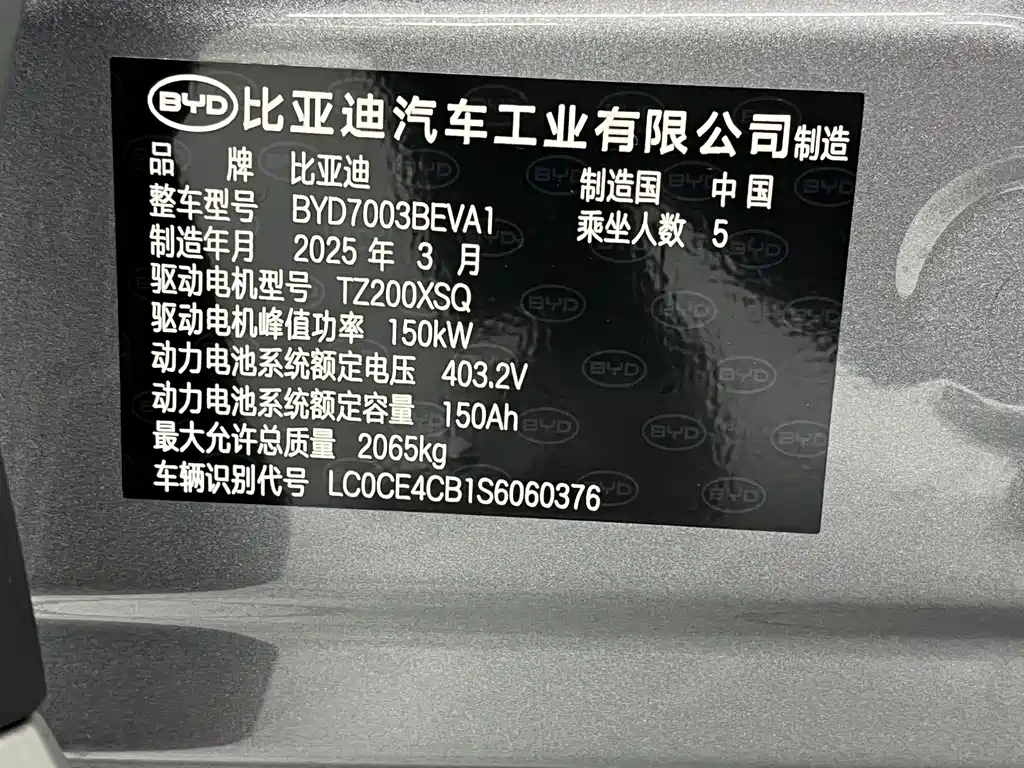 BYD 比亚迪汽车工业有限公司制造
品 牌 比亚迪 制造国 中国
整车型号 BYD7003BEVA1 乘坐人数 5
制造年月 2025 年 3 月
驱动电机型号 TZ200XSQ
驱动电机峰值功率 150kW
动力电池系统额定电压 403.2V
动力电池系统额定容量 150Ah
最大允许总质量 2065kg
车辆识别代号 LC0CE4CB1S6060376